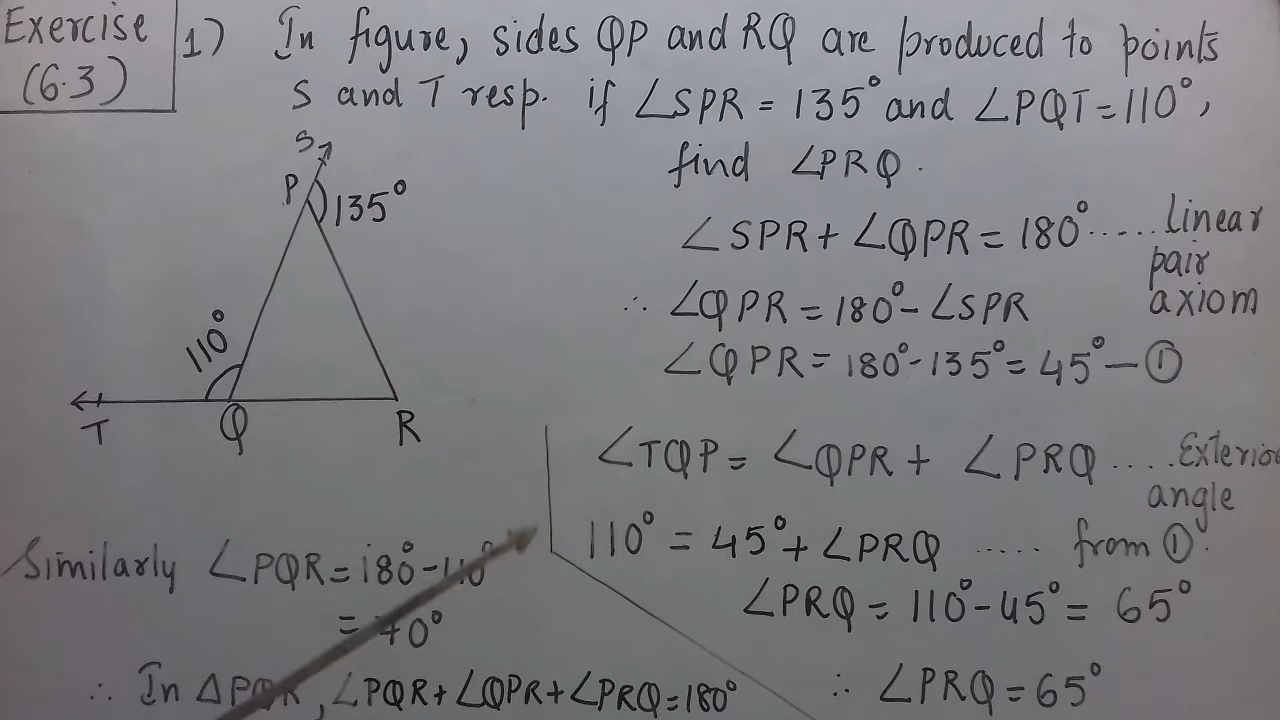 Exercise
(6.3)
1) In figure, sides QP and RQ are produced to points
S and T resp. if ∠SPR = 135° and ∠PQT = 110°,
find ∠PRQ.
S
P
135°
110°
T
Q
R
∠SPR + ∠QPR = 180° ..... Linear
pair
axiom
∴ ∠QPR = 180° - ∠SPR
∠QPR = 180° - 135° = 45° — ①
∠TQP = ∠QPR + ∠PRQ .... Exterior
angle
110° = 45° + ∠PRQ ..... from ①.
∠PRQ = 110° - 45° = 65°
∴ ∠PRQ = 65°
Similarly ∠PQR = 180° - 110°
= 70°
∴ In △PQR, ∠PQR + ∠QPR + ∠PRQ = 180°